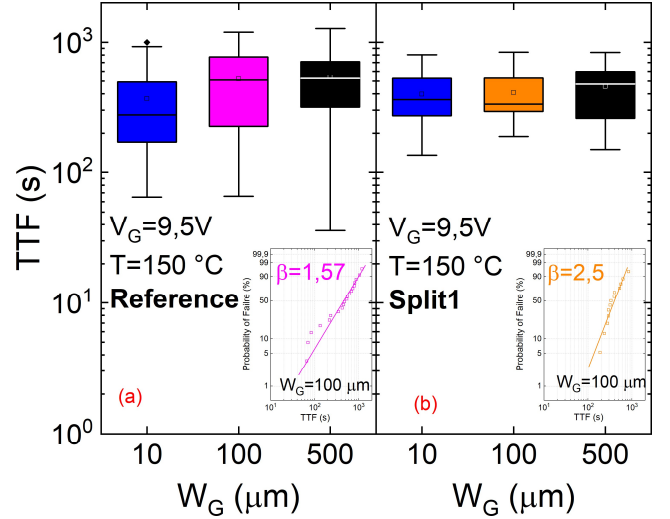 TTF (s)
10³
10²
10¹
10⁰
V_G=9,5V
T=150 °C
Reference
(a)
10
100
500
W_G (μm)
Probability of Failre (%)
99,9
99
90
50
10
5
1
β=1,57
W_G=100 μm
10¹
10²
10³
TTF (s)
V_G=9,5V
T=150 °C
Split1
(b)
10
100
500
W_G (μm)
Probability of Failre (%)
99,9
99
90
50
10
5
1
β=2,5
W_G=100 μm
10¹
10²
10³
TTF (s)